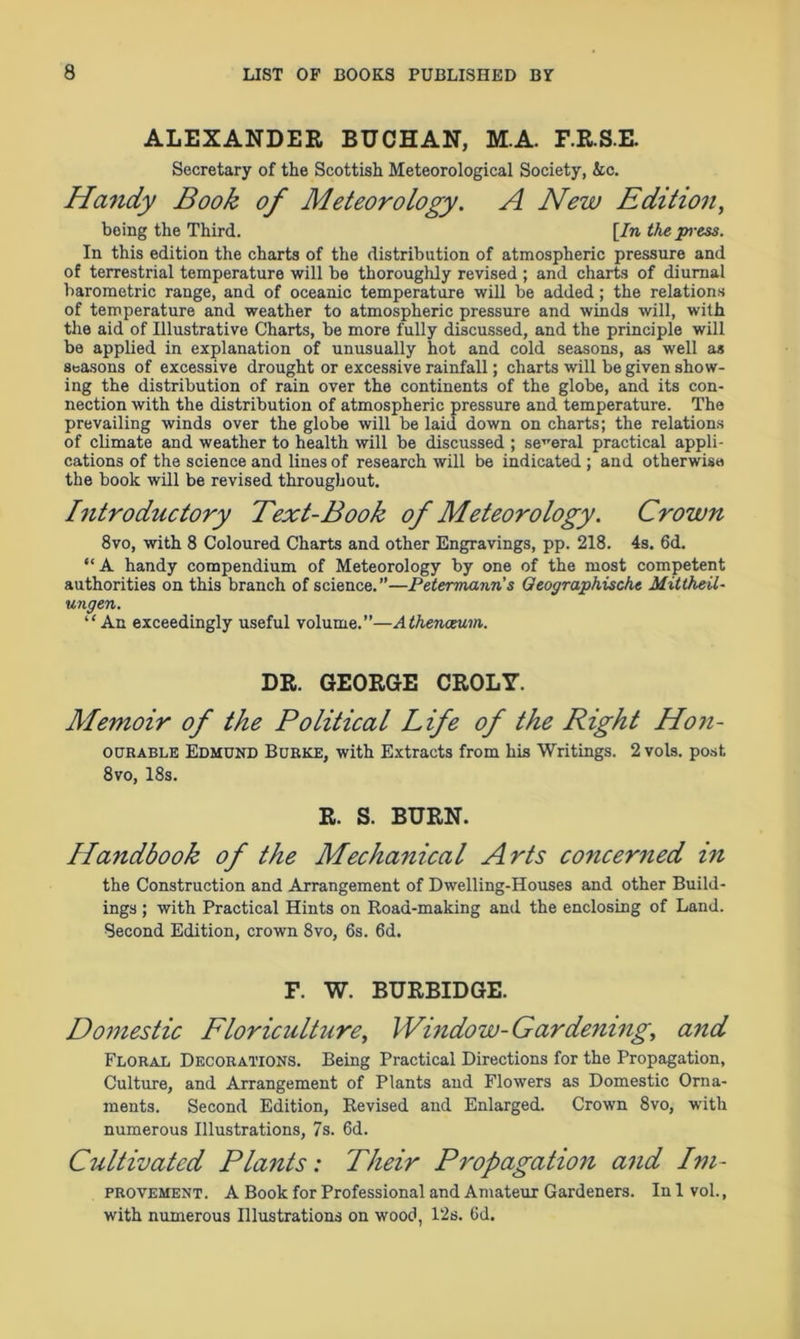 8 LIST OF BOOKS PUBLISHED BY
ALEXANDER BUCHAN, M.A. F.R.S.E.
Secretary of the Scottish Meteorological Society, &c.
Handy Book of Meteorology. A New Edition,
being the Third. [In the press.
In this edition the charts of the distribution of atmospheric pressure and
of terrestrial temperature will be thoroughly revised ; and charts of diurnal
barometric range, and of oceanic temperature will be added ; the relations
of temperature and weather to atmospheric pressure and winds will, with
the aid of Illustrative Charts, be more fully discussed, and the principle will
be applied in explanation of unusually hot and cold seasons, as well as
seasons of excessive drought or excessive rainfall ; charts will be given show-
ing the distribution of rain over the continents of the globe, and its con-
nection with the distribution of atmospheric pressure and temperature. The
prevailing winds over the globe will be laid down on charts; the relations
of climate and weather to health will be discussed ; several practical appli-
cations of the science and lines of research will be indicated ; and otherwise
the book will be revised throughout.
Introductory Text-Book of Meteorology. Crown
8vo, with 8 Coloured Charts and other Engravings, pp. 218. 4s. 6d.
“ A handy compendium of Meteorology by one of the most competent
authorities on this branch of science.”—Petermann's Geographische Mittheil-
ungen.
“ An exceedingly useful volume.”—Athenæum.
DR. GEORGE CROLY.
Memoir of the Political Life of the Right Hon-
OURABLE EDMUND BURKE, with Extracts from his Writings. 2 vols. post
8vo, 18s.
R. S. BURN.
Handbook of the Mechanical Arts concerned in
the Construction and Arrangement of Dwelling-Houses and other Build-
ings ; with Practical Hints on Road-making and the enclosing of Land.
Second Edition, crown 8vo, 6s. 6d.
F. W. BURBIDGE.
Domestic Floriculture, Window-Gardening, and
FLORAL DECORATIONS. Being Practical Directions for the Propagation,
Culture, and Arrangement of Plants and Flowers as Domestic Orna-
ments. Second Edition, Revised and Enlarged. Crown 8vo, with
numerous Illustrations, 7s. 6d.
Cultivated Plants : Their Propagation and Im-
PROVEMENT. A Book for Professional and Amateur Gardeners. In 1 vol.,
with numerous Illustrations on wood, 12s. 6d.